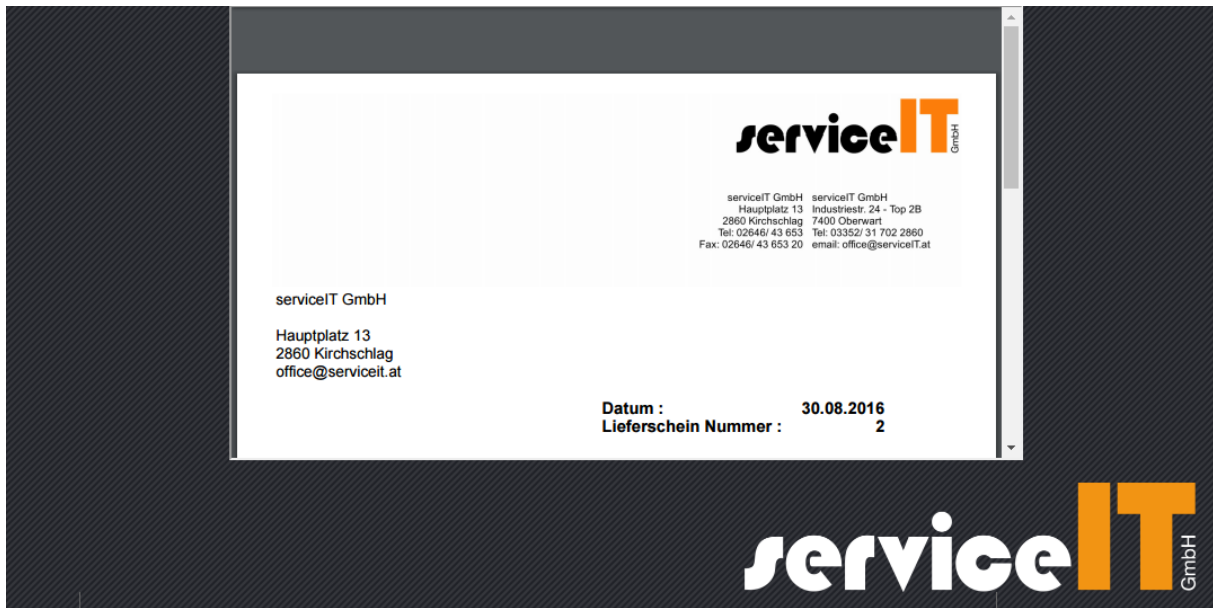 serviceIT
GmbH
serviceIT GmbH serviceIT GmbH
Hauptplatz 13 Industriestr. 24 - Top 2B
2860 Kirchschlag 7400 Oberwart
Tel: 02646/ 43 653 Tel: 03352/ 31 702 2860
Fax: 02646/ 43 653 20 email: office@serviceIT.at
serviceIT GmbH
Hauptplatz 13
2860 Kirchschlag
office@serviceit.at
Datum : 30.08.2016
Lieferschein Nummer : 2
serviceIT
GmbH